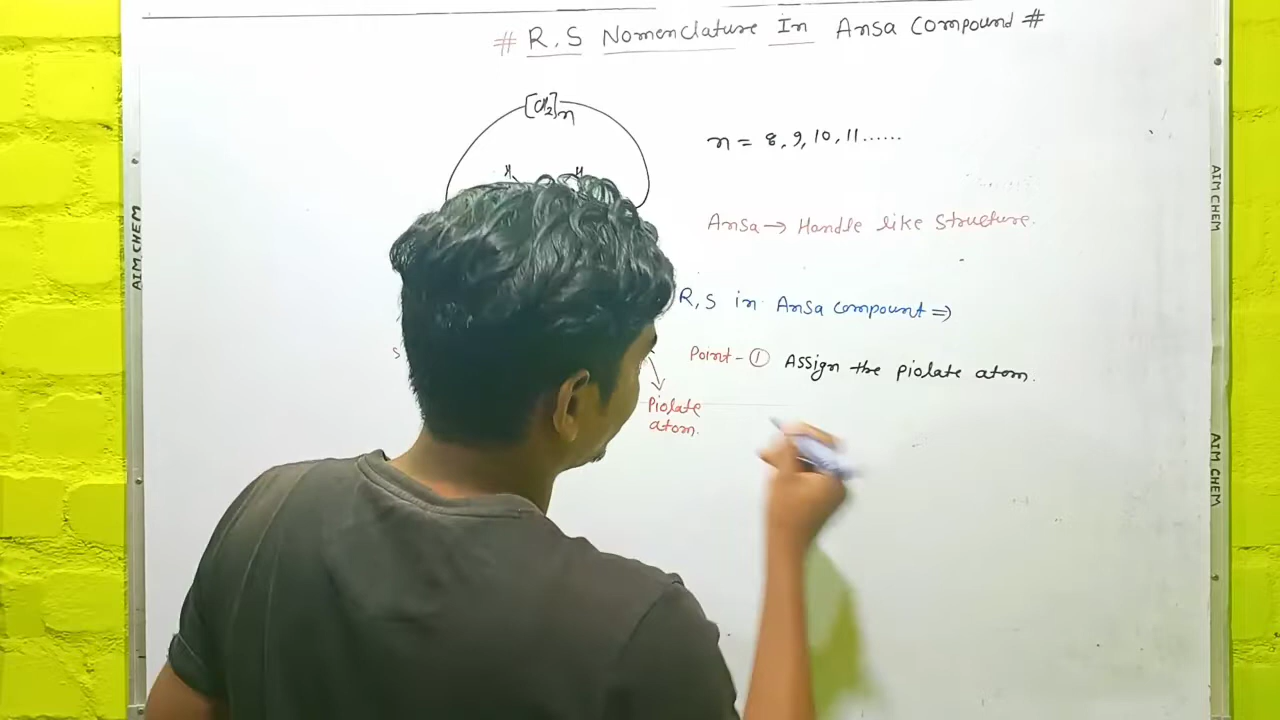 # R,S Nomenclature In Ansa Compound #
[CH2]n
n = 8, 9, 10, 11......
H H
Ansa → Handle like Structure.
R, S in Ansa compount ⇒
S
Point - ① Assign the piolate atom.
Piolate
atom.
AIM CHEM
AIM CHEM
AIM CHEM